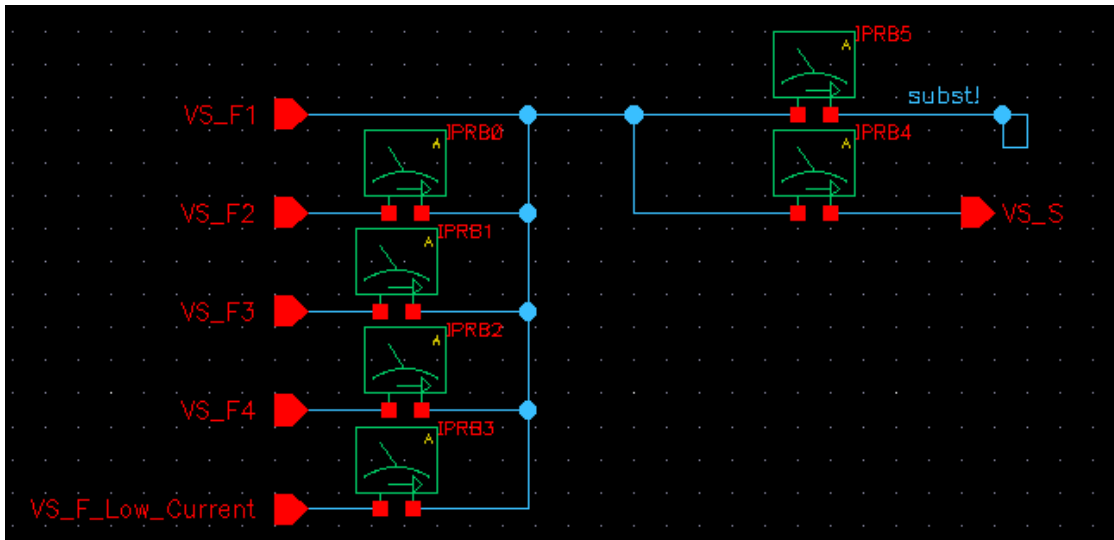 A IPRB5
subst!
VS_F1
A IPRB0
A IPRB4
VS_F2
VS_S
A IPRB1
VS_F3
A IPRB2
VS_F4
A IPRB3
VS_F_Low_Current